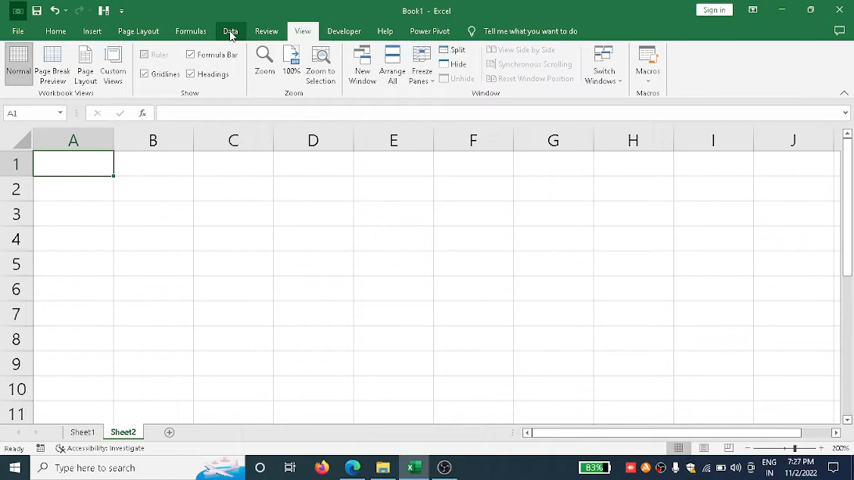 Book1 - Excel
Sign in
File Home Insert Page Layout Formulas Data Review View Developer Help Power Pivot Tell me what you want to do
Normal
Page Break
Preview
Page
Layout
Custom
Views
Workbook Views
Ruler
Formula Bar
Gridlines
Headings
Show
Zoom
100%
Zoom to
Selection
Zoom
New
Window
Arrange
All
Freeze
Panes
Split
Hide
Unhide
View Side by Side
Synchronous Scrolling
Reset Window Position
Window
Switch
Windows
Macros
Macros
A1
fx
A B C D E F G H I J
1
2
3
4
5
6
7
8
9
10
11
Sheet1 Sheet2
Ready
Accessibility: Investigate
200%
Type here to search
83%
ENG
IN
7:27 PM
11/2/2022